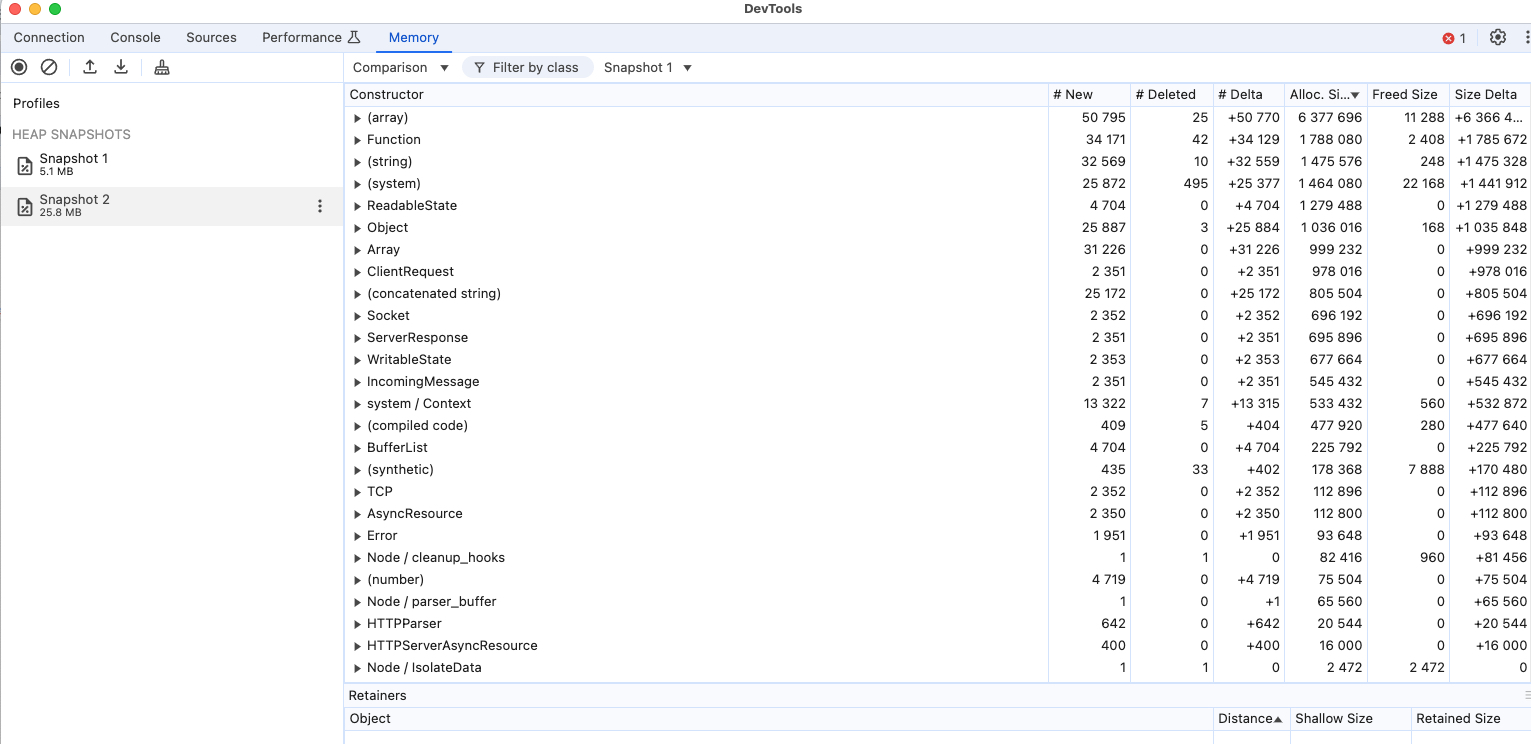 DevTools
Connection Console Sources Performance Memory 1
Comparison Filter by class Snapshot 1
Profiles
HEAP SNAPSHOTS
Snapshot 1
5.1 MB
Snapshot 2
25.8 MB
Constructor # New # Deleted # Delta Alloc. Si... Freed Size Size Delta
(array) 50 795 25 +50 770 6 377 696 11 288 +6 366 4...
Function 34 171 42 +34 129 1 788 080 2 408 +1 785 672
(string) 32 569 10 +32 559 1 475 576 248 +1 475 328
(system) 25 872 495 +25 377 1 464 080 22 168 +1 441 912
ReadableState 4 704 0 +4 704 1 279 488 0 +1 279 488
Object 25 887 3 +25 884 1 036 016 168 +1 035 848
Array 31 226 0 +31 226 999 232 0 +999 232
ClientRequest 2 351 0 +2 351 978 016 0 +978 016
(concatenated string) 25 172 0 +25 172 805 504 0 +805 504
Socket 2 352 0 +2 352 696 192 0 +696 192
ServerResponse 2 351 0 +2 351 695 896 0 +695 896
WritableState 2 353 0 +2 353 677 664 0 +677 664
IncomingMessage 2 351 0 +2 351 545 432 0 +545 432
system / Context 13 322 7 +13 315 533 432 560 +532 872
(compiled code) 409 5 +404 477 920 280 +477 640
BufferList 4 704 0 +4 704 225 792 0 +225 792
(synthetic) 435 33 +402 178 368 7 888 +170 480
TCP 2 352 0 +2 352 112 896 0 +112 896
AsyncResource 2 350 0 +2 350 112 800 0 +112 800
Error 1 951 0 +1 951 93 648 0 +93 648
Node / cleanup_hooks 1 1 0 82 416 960 +81 456
(number) 4 719 0 +4 719 75 504 0 +75 504
Node / parser_buffer 1 0 +1 65 560 0 +65 560
HTTPParser 642 0 +642 20 544 0 +20 544
HTTPServerAsyncResource 400 0 +400 16 000 0 +16 000
Node / IsolateData 1 1 0 2 472 2 472 0
Retainers
Object Distance Shallow Size Retained Size